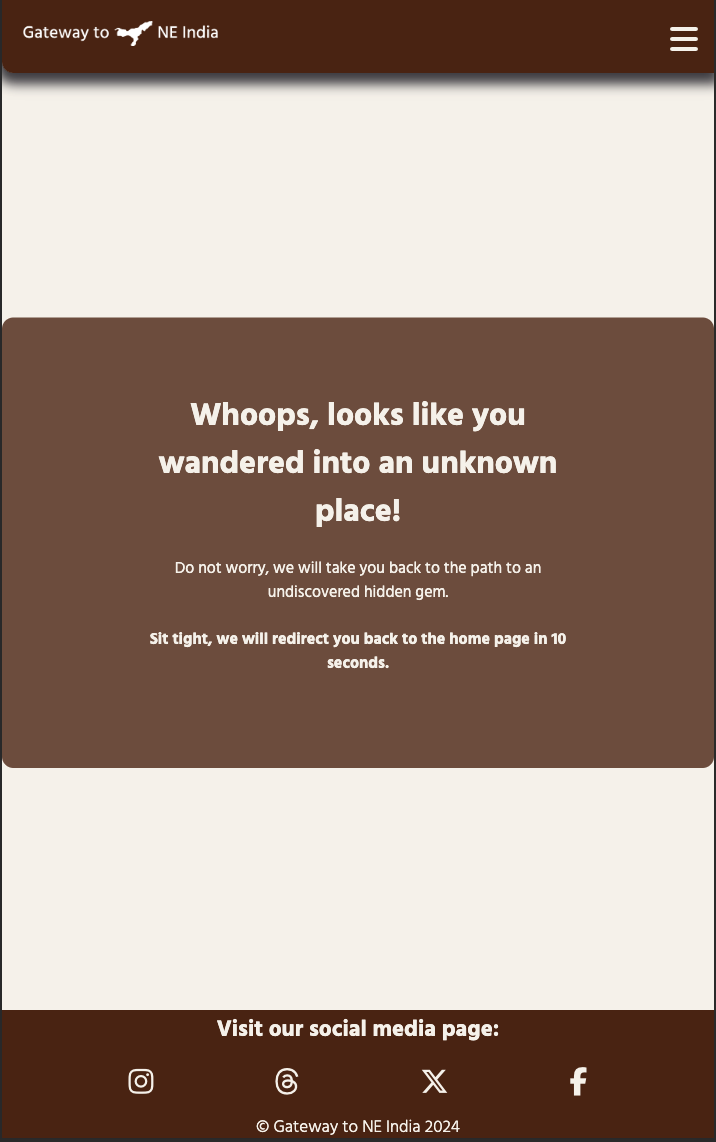 Gateway to NE India
Whoops, looks like you
wandered into an unknown
place!
Do not worry, we will take you back to the path to an
undiscovered hidden gem.
Sit tight, we will redirect you back to the home page in 10
seconds.
Visit our social media page:
© Gateway to NE India 2024